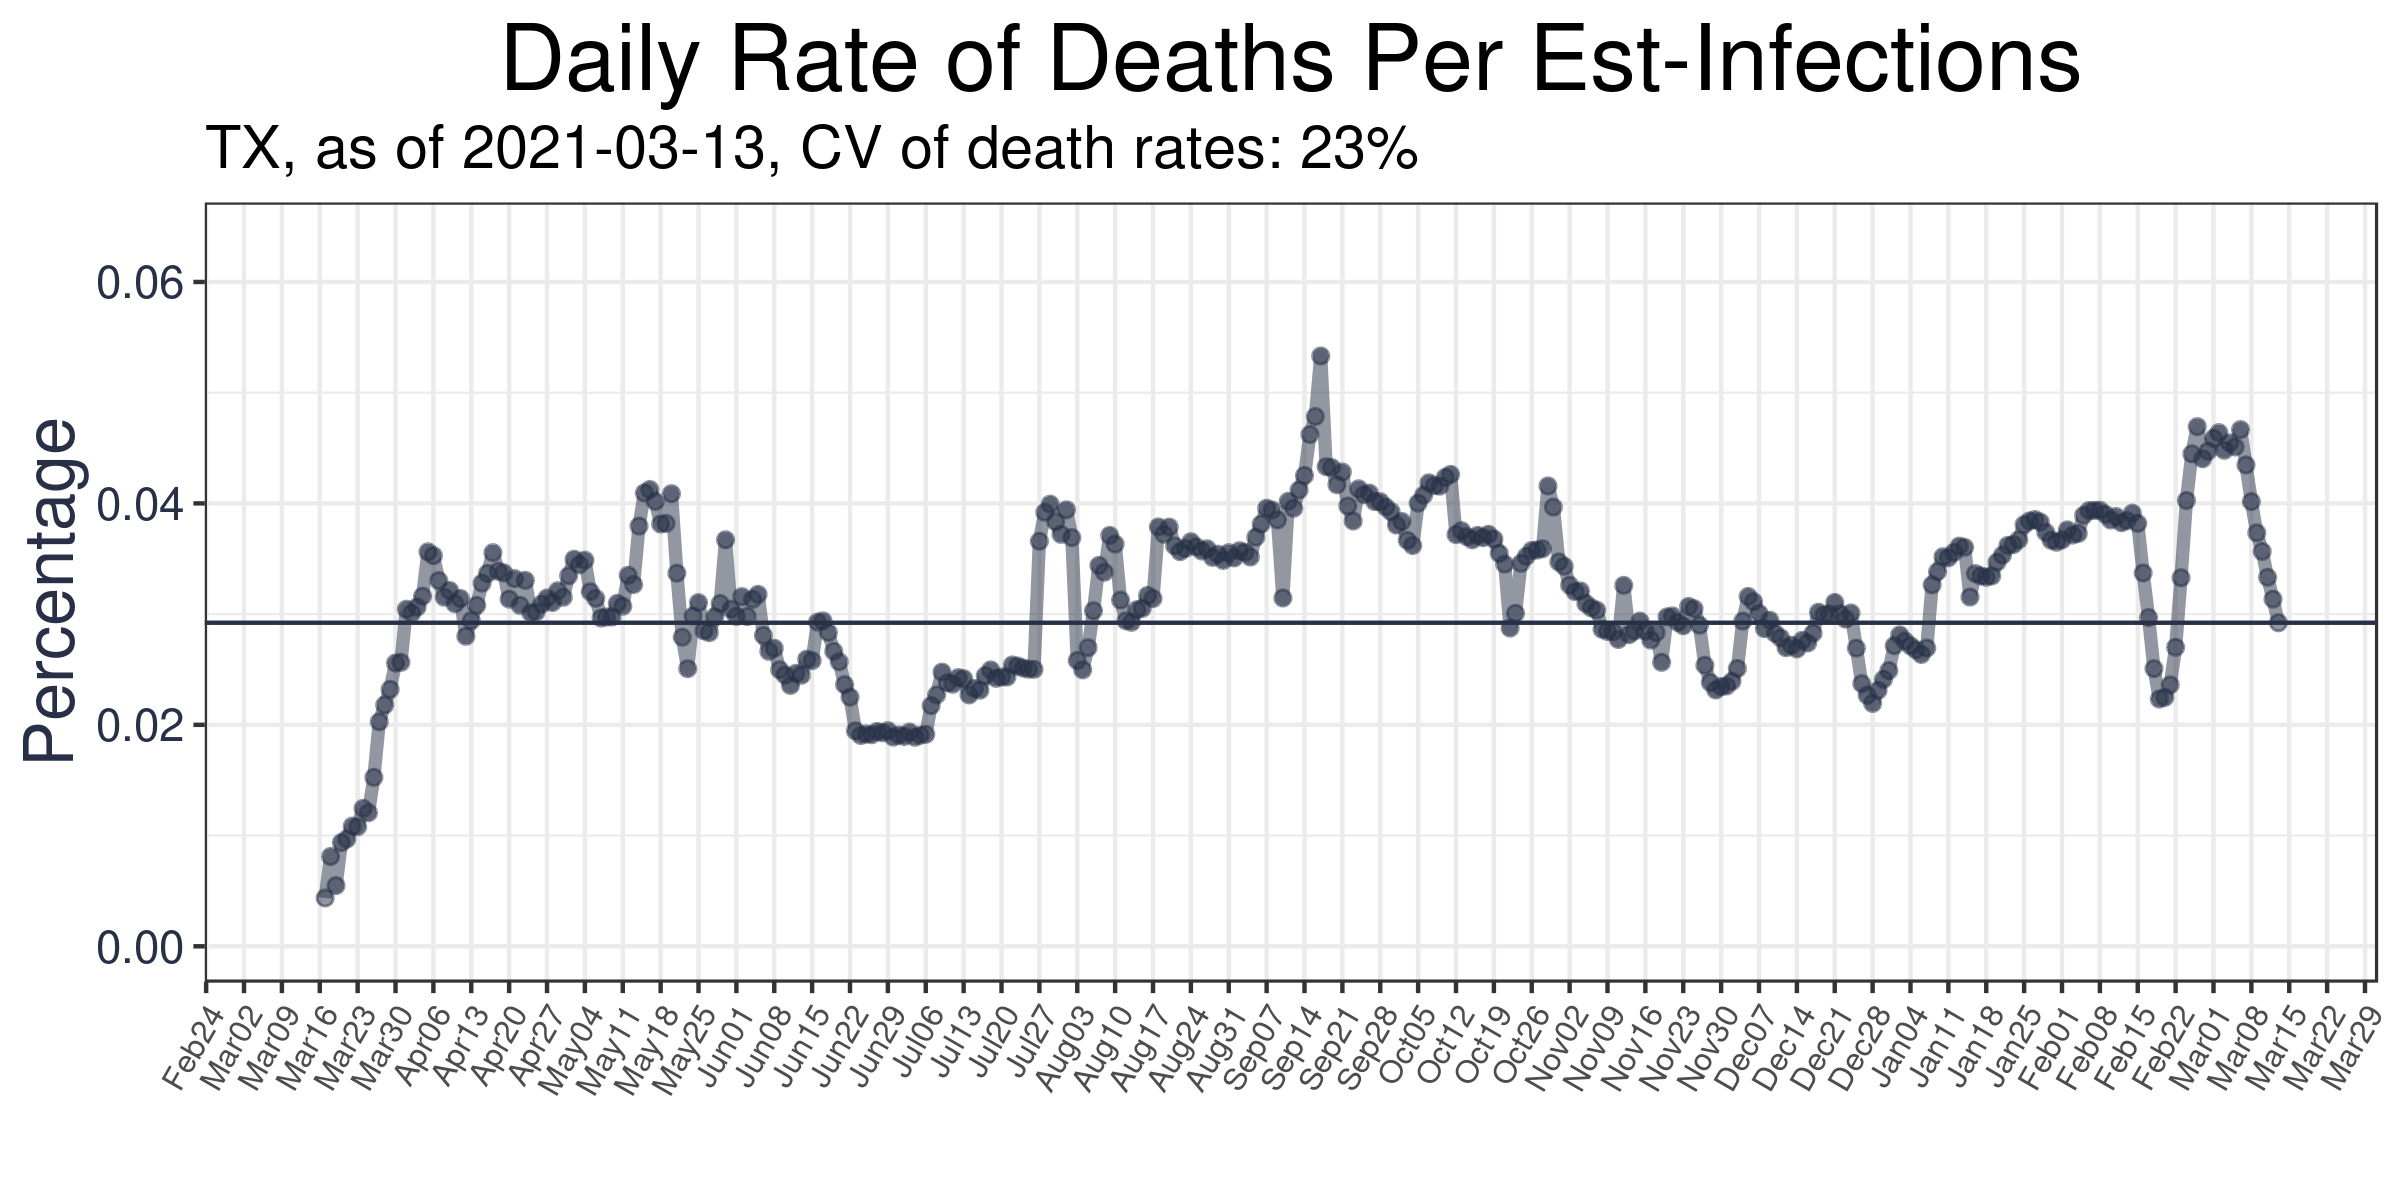 Daily Rate of Deaths Per Est-Infections
TX, as of 2021-03-13, CV of death rates: 23%
Percentage
0.06
0.04
0.02
0.00
Feb24
Mar02
Mar09
Mar16
Mar23
Mar30
Apr06
Apr13
Apr20
Apr27
May04
May11
May18
May25
Jun01
Jun08
Jun15
Jun22
Jun29
Jul06
Jul13
Jul20
Jul27
Aug03
Aug10
Aug17
Aug24
Aug31
Sep07
Sep14
Sep21
Sep28
Oct05
Oct12
Oct19
Oct26
Nov02
Nov09
Nov16
Nov23
Nov30
Dec07
Dec14
Dec21
Dec28
Jan04
Jan11
Jan18
Jan25
Feb01
Feb08
Feb15
Feb22
Mar01
Mar08
Mar15
Mar22
Mar29